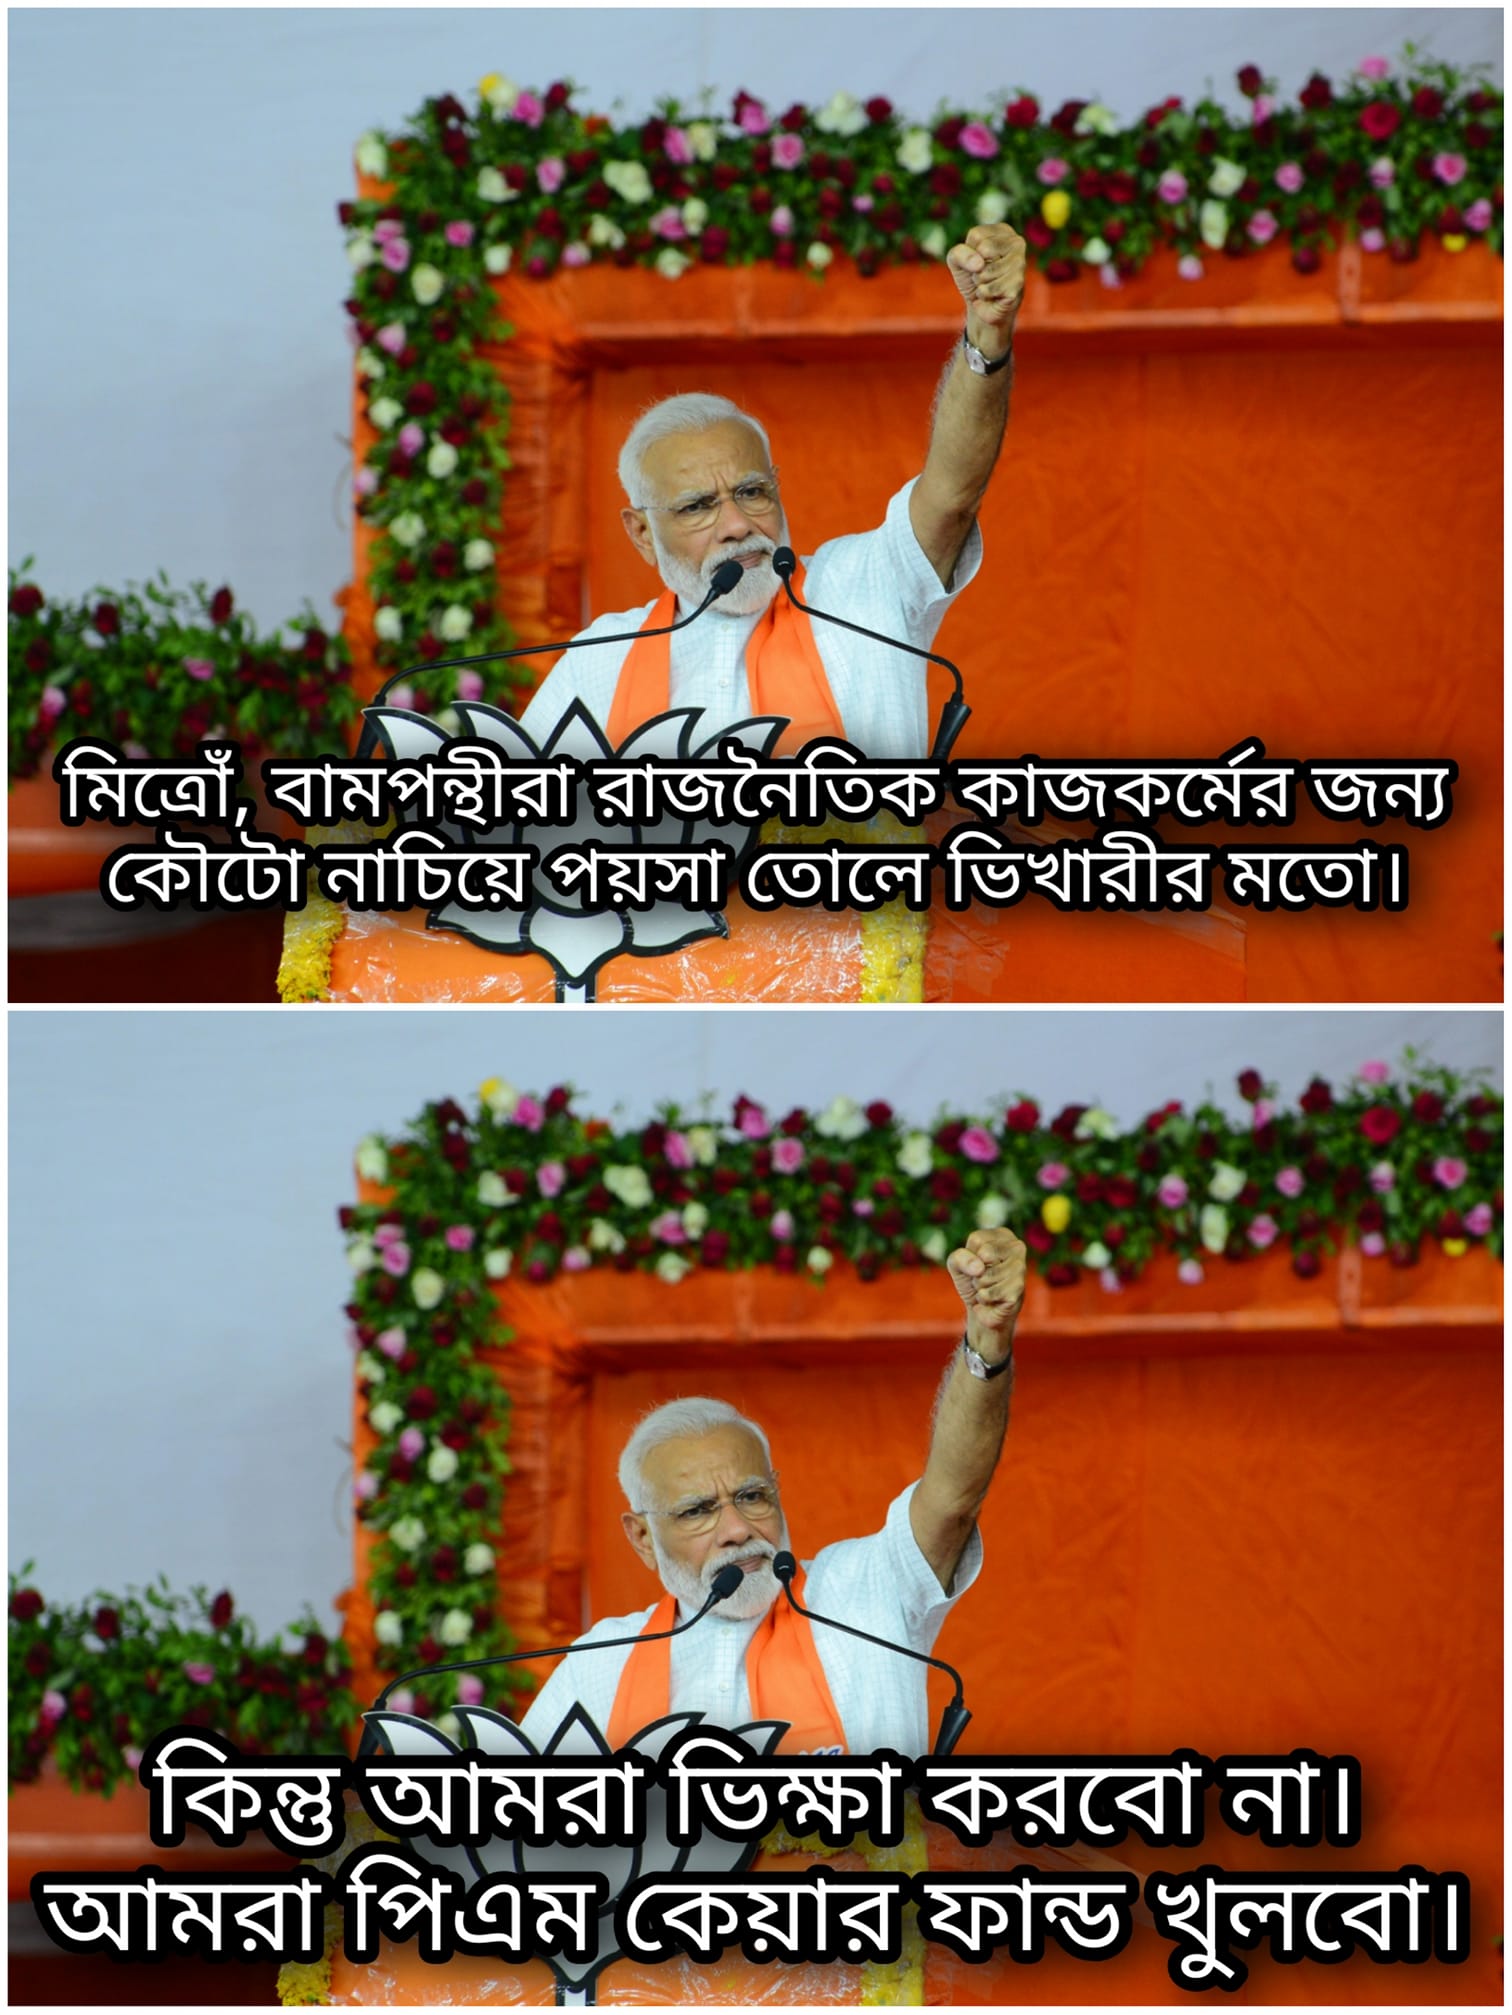 মিত্রোঁ, বামপন্থীরা রাজনৈতিক কাজকর্মের জন্য
কৌটো নাচিয়ে পয়সা তোলে ভিখারীর মতো।
কিন্তু আমরা ভিক্ষা করবো না।
আমরা পিএম কেয়ার ফান্ড খুলবো।